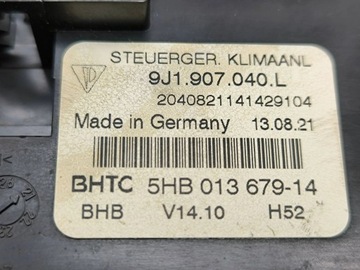 STEUERGER. KLIMAANL
9J1.907.040.L
2040821141429104
Made in Germany 13.08.21
BHTC 5HB 013 679-14
BHB V14.10 H52